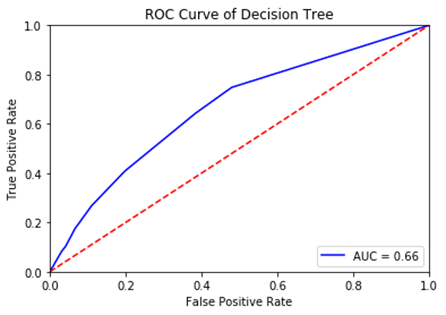 ROC Curve of Decision Tree
1.0
0.8
0.6
0.4
0.2
0.0
True Positive Rate
AUC = 0.66
0.0 0.2 0.4 0.6 0.8 1.0
False Positive Rate